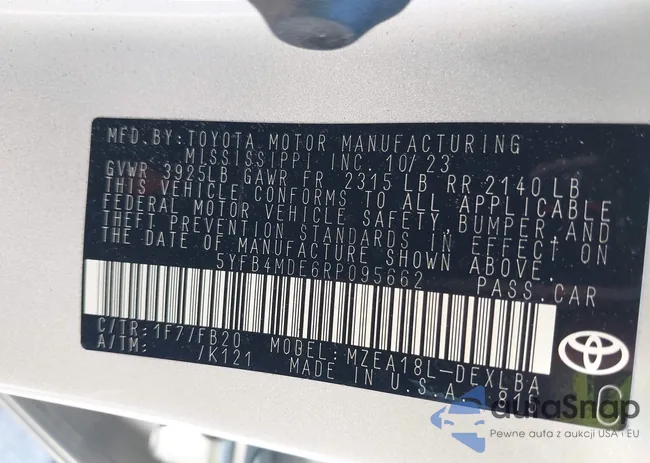 MFD. BY: TOYOTA MOTOR MANUFACTURING
MISSISSIPPI INC. 10/23
GVWR 3925LB GAWR FR 2315 LB RR 2140 LB
THIS VEHICLE CONFORMS TO ALL APPLICABLE
FEDERAL MOTOR VEHICLE SAFETY, BUMPER AND
THEFT PREVENTION STANDARDS IN EFFECT ON
THE DATE OF MANUFACTURE SHOWN ABOVE.
5YFB4MDE6RP095662 PASS.CAR
C/TR: 1F7/FB20 MODEL: MZEA18L-DEXLBA
A/TM: /K121 MADE IN U.S.A.
autoSnap
Pewne auta z aukcji USA i EU